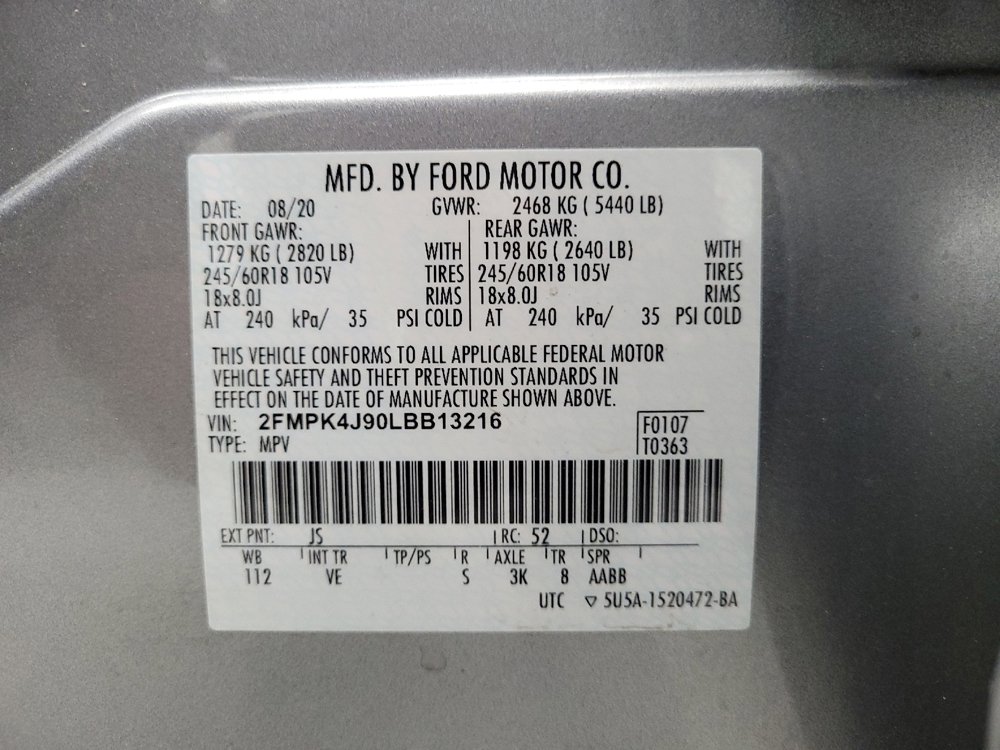 MFD. BY FORD MOTOR CO.
DATE: 08/20 GVWR: 2468 KG ( 5440 LB)
FRONT GAWR: REAR GAWR:
1279 KG ( 2820 LB) WITH 1198 KG ( 2640 LB) WITH
245/60R18 105V TIRES 245/60R18 105V TIRES
18x8.0J RIMS 18x8.0J RIMS
AT 240 kPa/ 35 PSI COLD AT 240 kPa/ 35 PSI COLD
THIS VEHICLE CONFORMS TO ALL APPLICABLE FEDERAL MOTOR
VEHICLE SAFETY AND THEFT PREVENTION STANDARDS IN
EFFECT ON THE DATE OF MANUFACTURE SHOWN ABOVE.
VIN: 2FMPK4J90LBB13216 F0107
TYPE: MPV T0363
EXT PNT: JS RC: 52 DSO:
WB INT TR TP/PS R AXLE TR SPR
112 VE S 3K 8 AABB
UTC ▽ 5U5A-1520472-BA